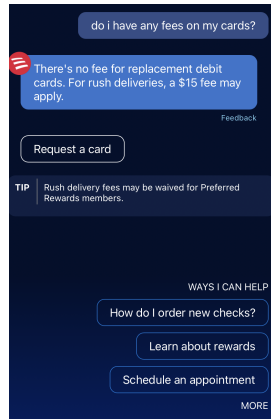 do i have any fees on my cards?
There's no fee for replacement debit
cards. For rush deliveries, a $15 fee may
apply.
Feedback
Request a card
TIP
Rush delivery fees may be waived for Preferred
Rewards members.
WAYS I CAN HELP
How do I order new checks?
Learn about rewards
Schedule an appointment
MORE